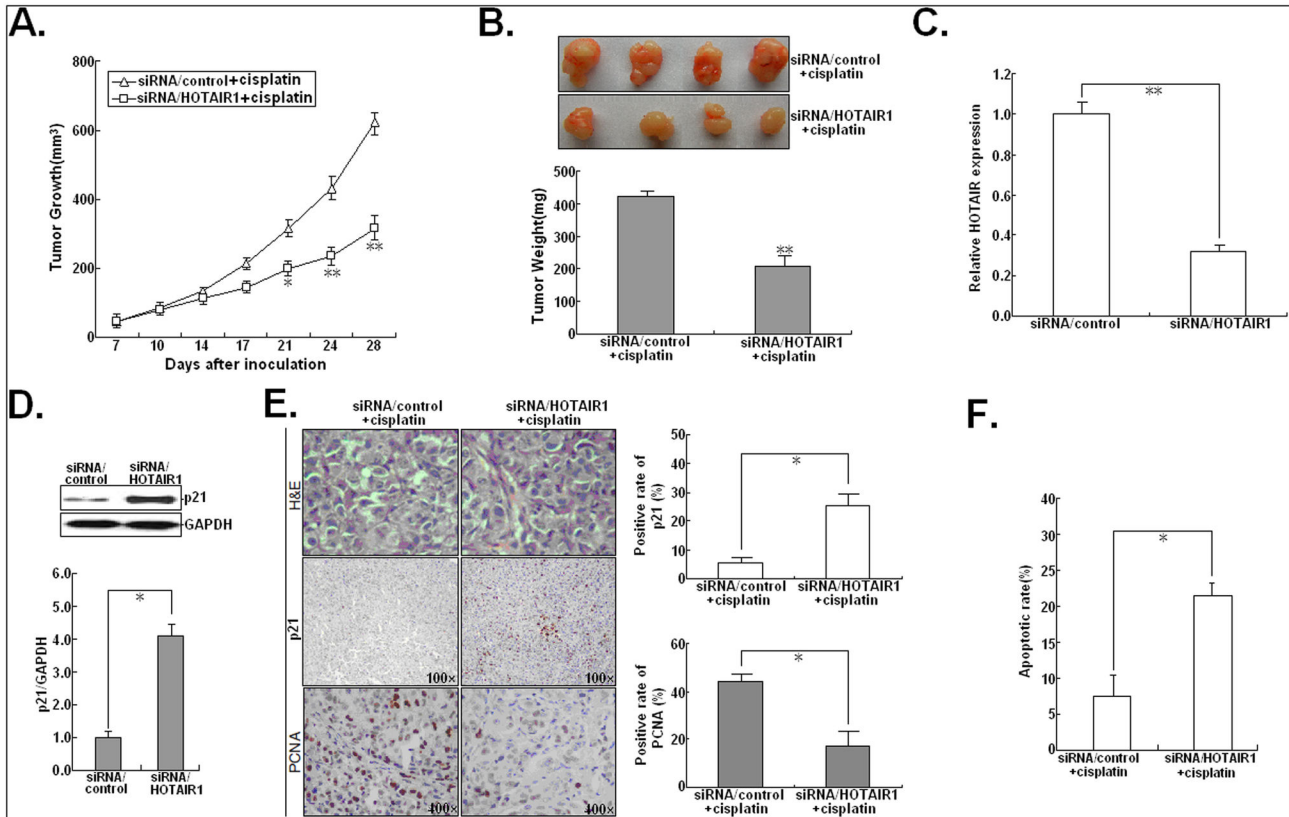 A.
800
600
400
200
0
Tumor Growth(mm³)
siRNA/control+cisplatin
siRNA/HOTAIR1+cisplatin
*
**
**
7 10 14 17 21 24 28
Days after inoculation
B.
siRNA/control
+cisplatin
siRNA/HOTAIR1
+cisplatin
500
400
300
200
100
0
Tumor Weight(mg)
**
siRNA/control
+cisplatin
siRNA/HOTAIR1
+cisplatin
C.
1.2
1.0
0.8
0.6
0.4
0.2
0.0
Relative HOTAIR expression
**
siRNA/control
siRNA/HOTAIR1
D.
siRNA/
control
siRNA/
HOTAIR1
p21
GAPDH
6.0
5.0
4.0
3.0
2.0
1.0
0.0
p21/GAPDH
*
siRNA/
control
siRNA/
HOTAIR1
E.
siRNA/control
+cisplatin
siRNA/HOTAIR1
+cisplatin
H&E
p21
100×
100×
PCNA
400×
400×
50
40
30
20
10
0
Positive rate of
p21 (%)
*
siRNA/control
+cisplatin
siRNA/HOTAIR1
+cisplatin
60
40
20
0
Positive rate of
PCNA (%)
*
siRNA/control
+cisplatin
siRNA/HOTAIR1
+cisplatin
F.
40
35
30
25
20
15
10
5
0
Apoptotic rate(%)
*
siRNA/control
+cisplatin
siRNA/HOTAIR1
+cisplatin